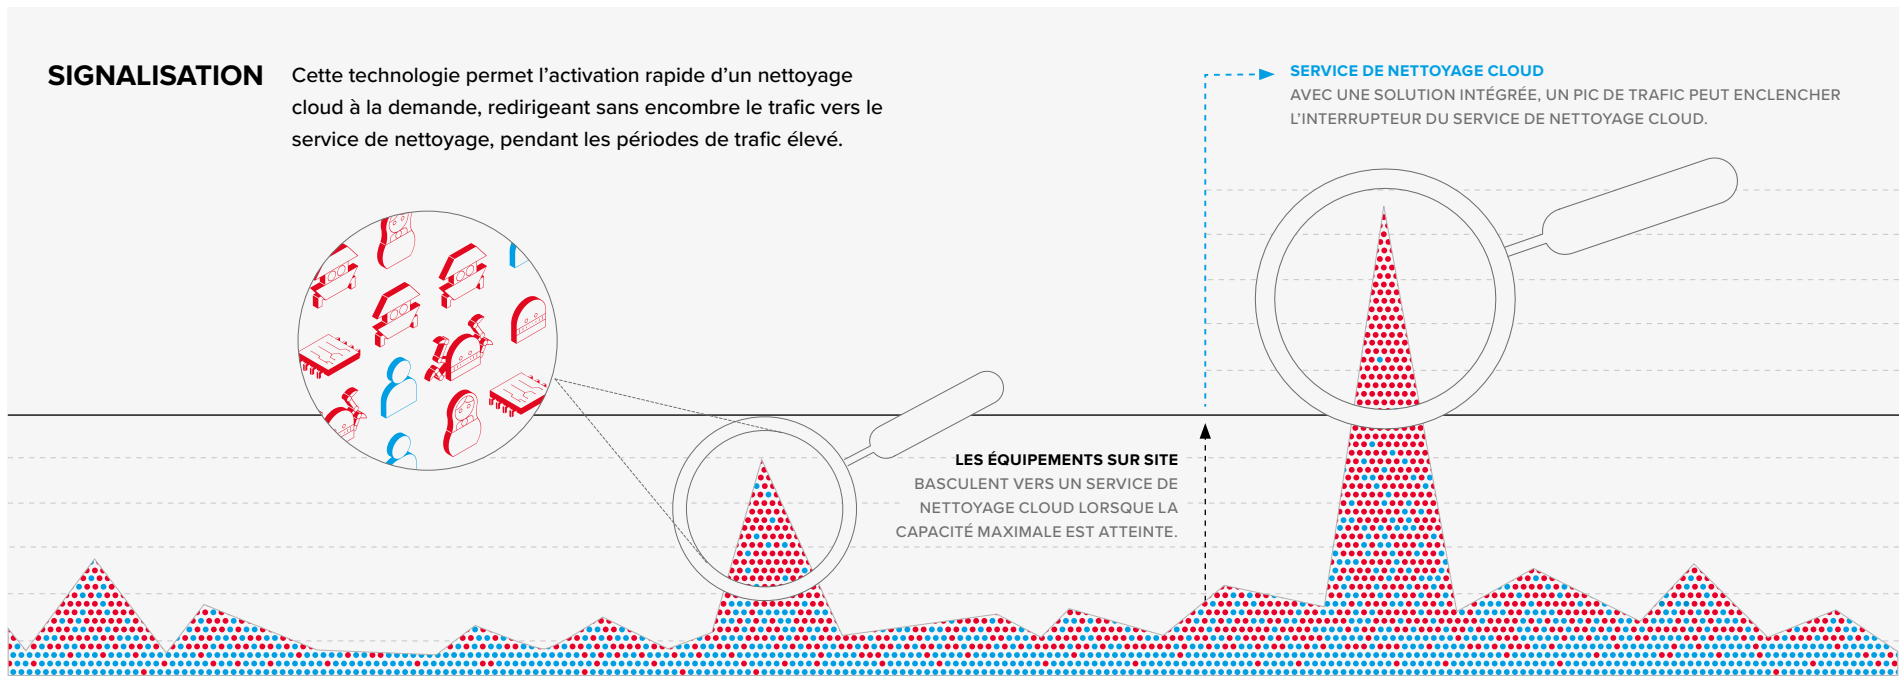 SIGNALISATION
Cette technologie permet l’activation rapide d’un nettoyage
cloud à la demande, redirigeant sans encombre le trafic vers le
service de nettoyage, pendant les périodes de trafic élevé.
SERVICE DE NETTOYAGE CLOUD
AVEC UNE SOLUTION INTÉGRÉE, UN PIC DE TRAFIC PEUT ENCLENCHER
L’INTERRUPTEUR DU SERVICE DE NETTOYAGE CLOUD.
LES ÉQUIPEMENTS SUR SITE
BASCULENT VERS UN SERVICE DE
NETTOYAGE CLOUD LORSQUE LA
CAPACITÉ MAXIMALE EST ATTEINTE.